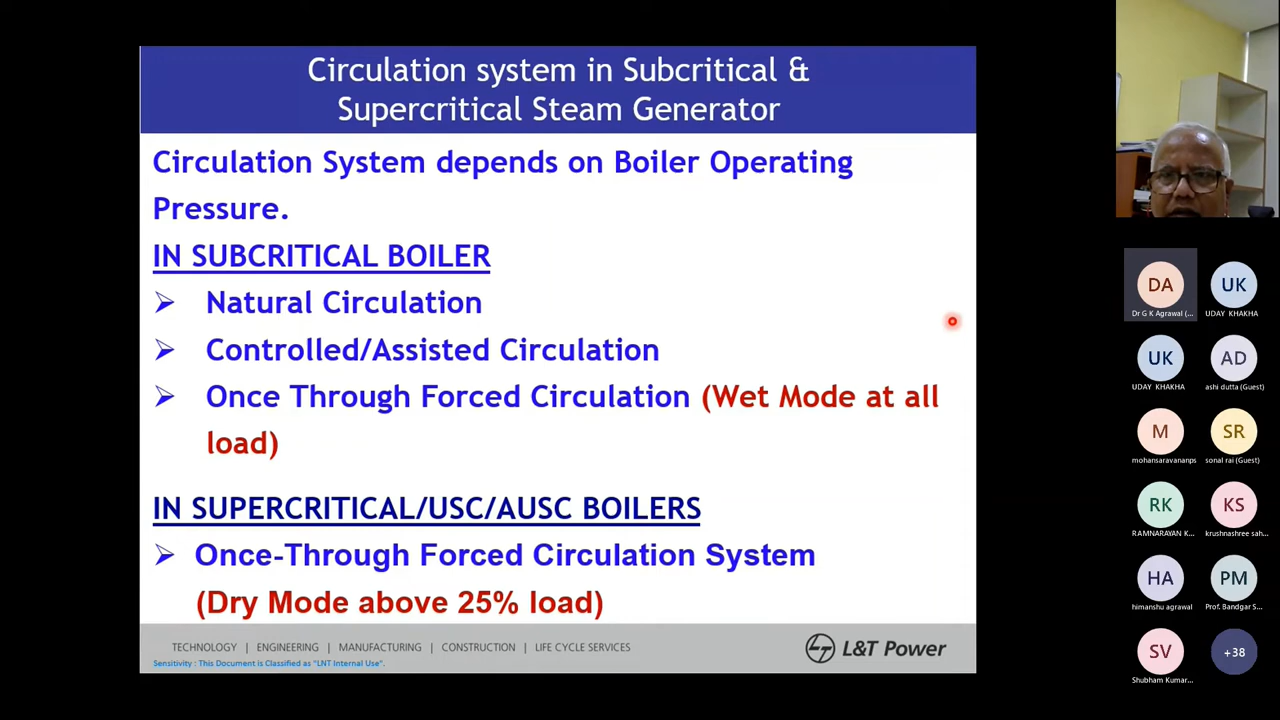 Circulation system in Subcritical &
Supercritical Steam Generator
Circulation System depends on Boiler Operating
Pressure.
IN SUBCRITICAL BOILER
➢ Natural Circulation
➢ Controlled/Assisted Circulation
➢ Once Through Forced Circulation (Wet Mode at all
load)
IN SUPERCRITICAL/USC/AUSC BOILERS
➢ Once-Through Forced Circulation System
(Dry Mode above 25% load)
TECHNOLOGY | ENGINEERING | MANUFACTURING | CONSTRUCTION | LIFE CYCLE SERVICES
Sensitivity : This Document is Classified as "LNT Internal Use".
L&T Power
DA
Dr G K Agrawal (...
UK
UDAY KHAKHA
UK
UDAY KHAKHA
AD
ashi dutta (Guest)
M
mohansaravananps
SR
sonal rai (Guest)
RK
RAMNARAYAN K...
KS
krushnashree sah...
HA
himanshu agrawal
PM
Prof. Bandgar S...
SV
Shubham Kumar...
+38